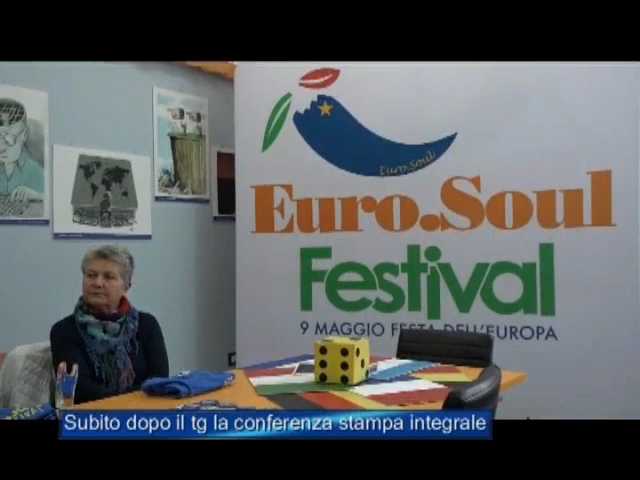 Euro.Soul
Euro.Soul
Festival
9 MAGGIO FESTA DELL'EUROPA
Subito dopo il tg la conferenza stampa integrale